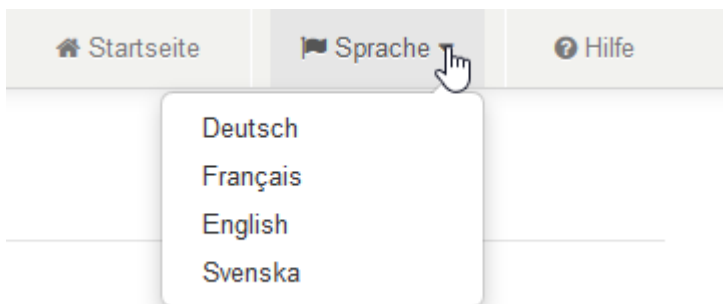 Startseite Sprache Hilfe
Deutsch
Français
English
Svenska